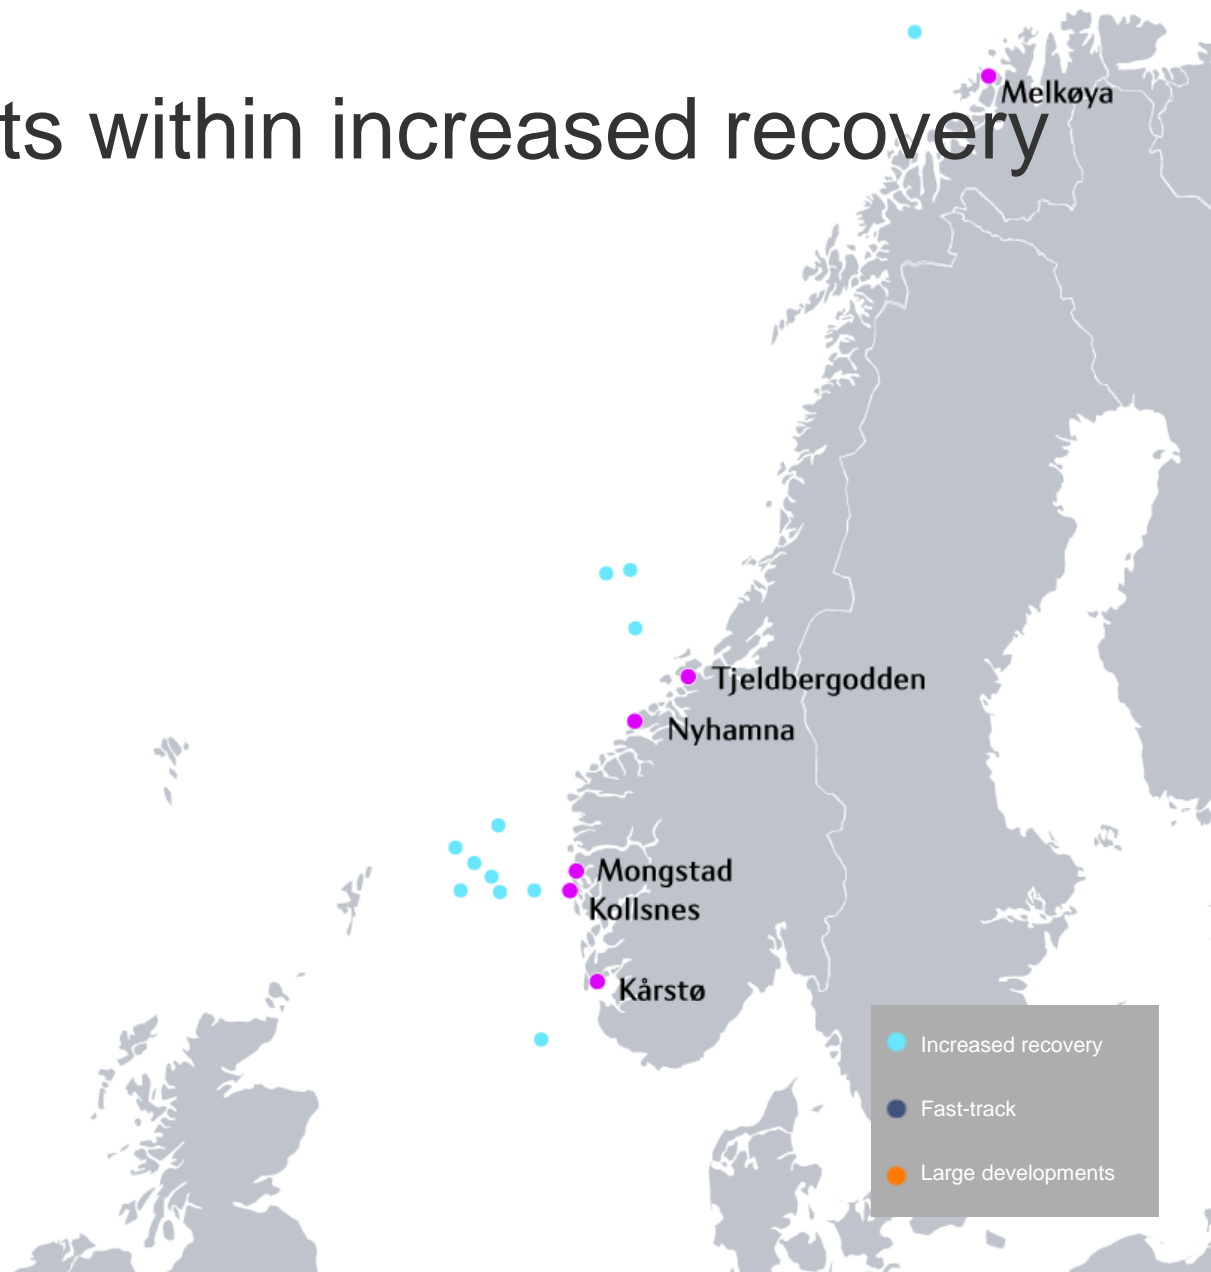 ts within increased recovery
Melkøya
Tjeldbergodden
Nyhamna
Mongstad
Kollsnes
Kårstø
Increased recovery
Fast-track
Large developments